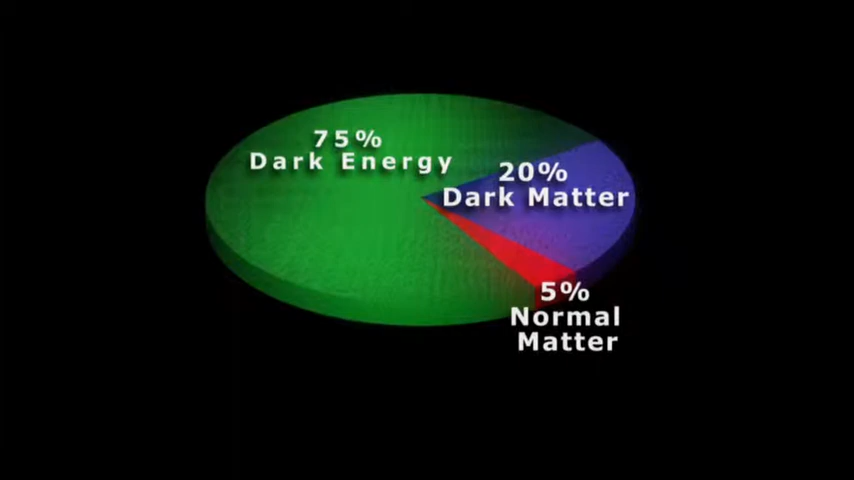 75%
Dark Energy
20%
Dark Matter
5%
Normal
Matter